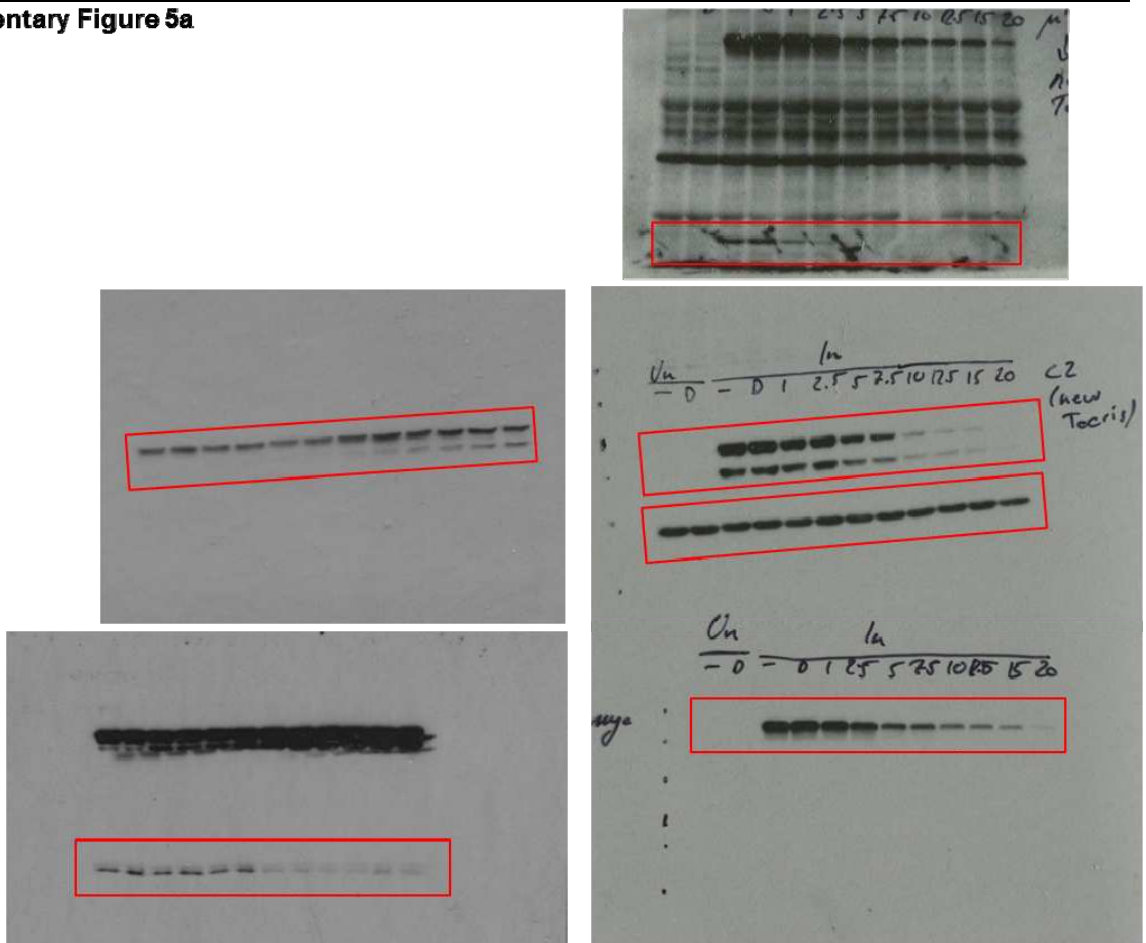 entary Figure 5a
D 1 2.5 5 7.5 10 12.5 15 20 μ
Un In
- D - D 1 2.5 5 7.5 10 12.5 15 20 C2
(new
Tocris)
Un In
- D - D 1 2.5 5 7.5 10 12.5 15 20
myc